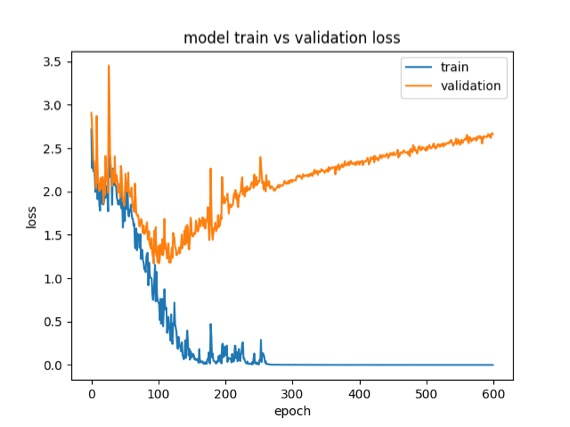 model train vs validation loss
3.5
3.0
2.5
2.0
1.5
1.0
0.5
0.0
loss
train
validation
0 100 200 300 400 500 600
epoch